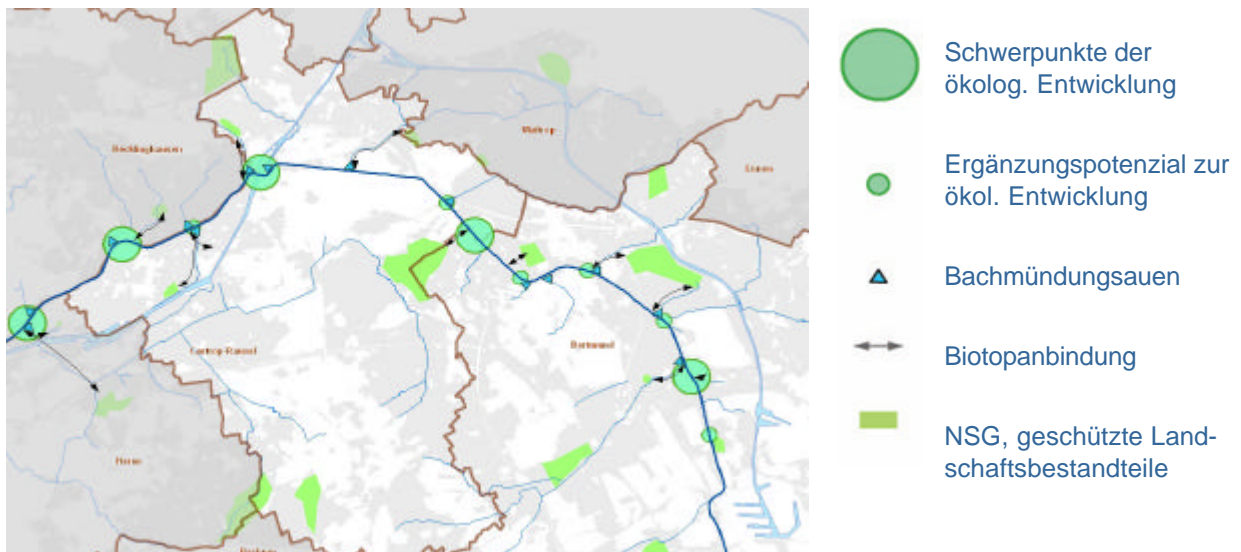 Schwerpunkte der
ökolog. Entwicklung
Ergänzungspotenzial zur
ökol. Entwicklung
Bachmündungsauen
Biotopanbindung
NSG, geschützte Land-
schaftsbestandteile
Recklinghausen
Waltrop
Castrop-Rauxel
Dortmund
Herne